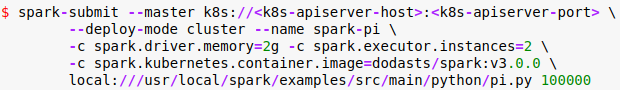 $ spark-submit --master k8s://<k8s-apiserver-host>:<k8s-apiserver-port> \
--deploy-mode cluster --name spark-pi \
-c spark.driver.memory=2g -c spark.executor.instances=2 \
-c spark.kubernetes.container.image=dodasts/spark:v3.0.0 \
local:///usr/local/spark/examples/src/main/python/pi.py 100000